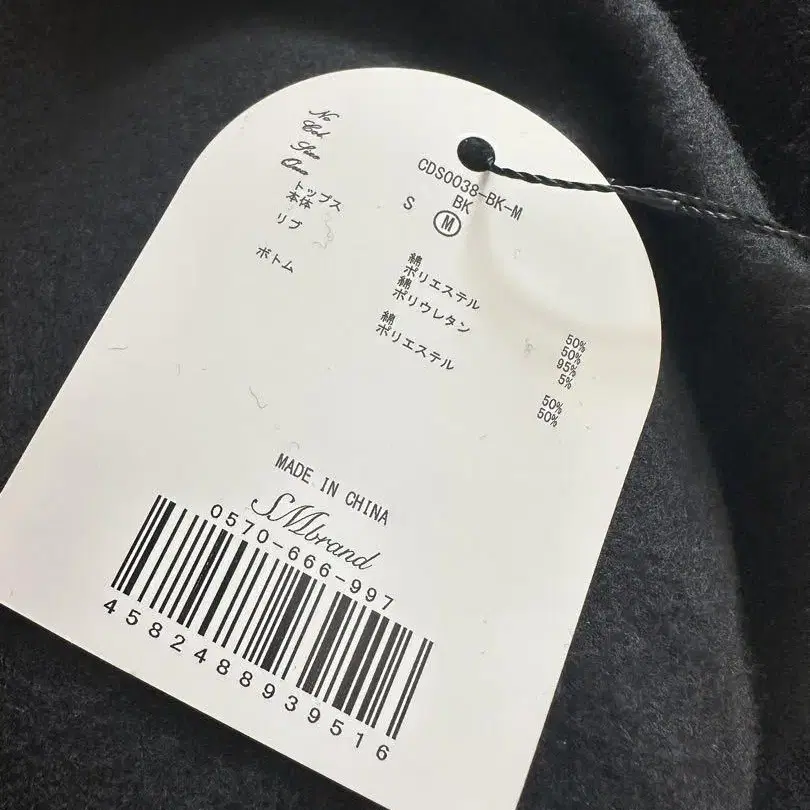 No CDS0038-BK-M
Col BK
Size S M
Qua
トップス
本体 綿 50%
ポリエステル 50%
リブ 綿 95%
ポリウレタン 5%
ボトム 綿 50%
ポリエステル 50%
MADE IN CHINA
SMbrand
0570-666-997
4582488939516